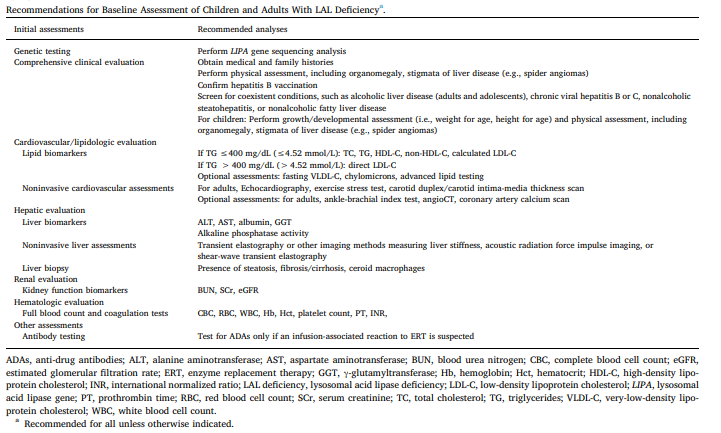 Recommendations for Baseline Assessment of Children and Adults With LAL Deficiencyᵃ.
Initial assessments Recommended analyses
Genetic testing Perform LIPA gene sequencing analysis
Comprehensive clinical evaluation Obtain medical and family histories
Perform physical assessment, including organomegaly, stigmata of liver disease (e.g., spider angiomas)
Confirm hepatitis B vaccination
Screen for coexistent conditions, such as alcoholic liver disease (adults and adolescents), chronic viral hepatitis B or C, nonalcoholic
steatohepatitis, or nonalcoholic fatty liver disease
For children: Perform growth/developmental assessment (i.e., weight for age, height for age) and physical assessment, including
organomegaly, stigmata of liver disease (e.g., spider angiomas)
Cardiovascular/lipidologic evaluation
Lipid biomarkers If TG ≤400 mg/dL (≤4.52 mmol/L): TC, TG, HDL-C, non-HDL-C, calculated LDL-C
If TG > 400 mg/dL (> 4.52 mmol/L): direct LDL-C
Optional assessments: fasting VLDL-C, chylomicrons, advanced lipid testing
Noninvasive cardiovascular assessments For adults, Echocardiography, exercise stress test, carotid duplex/carotid intima-media thickness scan
Optional assessments: for adults, ankle-brachial index test, angioCT, coronary artery calcium scan
Hepatic evaluation
Liver biomarkers ALT, AST, albumin, GGT
Alkaline phosphatase activity
Noninvasive liver assessments Transient elastography or other imaging methods measuring liver stiffness, acoustic radiation force impulse imaging, or
shear-wave transient elastography
Liver biopsy Presence of steatosis, fibrosis/cirrhosis, ceroid macrophages
Renal evaluation
Kidney function biomarkers BUN, SCr, eGFR
Hematologic evaluation
Full blood count and coagulation tests CBC, RBC, WBC, Hb, Hct, platelet count, PT, INR,
Other assessments
Antibody testing Test for ADAs only if an infusion-associated reaction to ERT is suspected
ADAs, anti-drug antibodies; ALT, alanine aminotransferase; AST, aspartate aminotransferase; BUN, blood urea nitrogen; CBC, complete blood cell count; eGFR,
estimated glomerular filtration rate; ERT, enzyme replacement therapy; GGT, γ-glutamyltransferase; Hb, hemoglobin; Hct, hematocrit; HDL-C, high-density lipo-
protein cholesterol; INR, international normalized ratio; LAL deficiency, lysosomal acid lipase deficiency; LDL-C, low-density lipoprotein cholesterol; LIPA, lysosomal
acid lipase gene; PT, prothrombin time; RBC, red blood cell count; SCr, serum creatinine; TC, total cholesterol; TG, triglycerides; VLDL-C, very-low-density lipo-
protein cholesterol; WBC, white blood cell count.
ᵃ Recommended for all unless otherwise indicated.